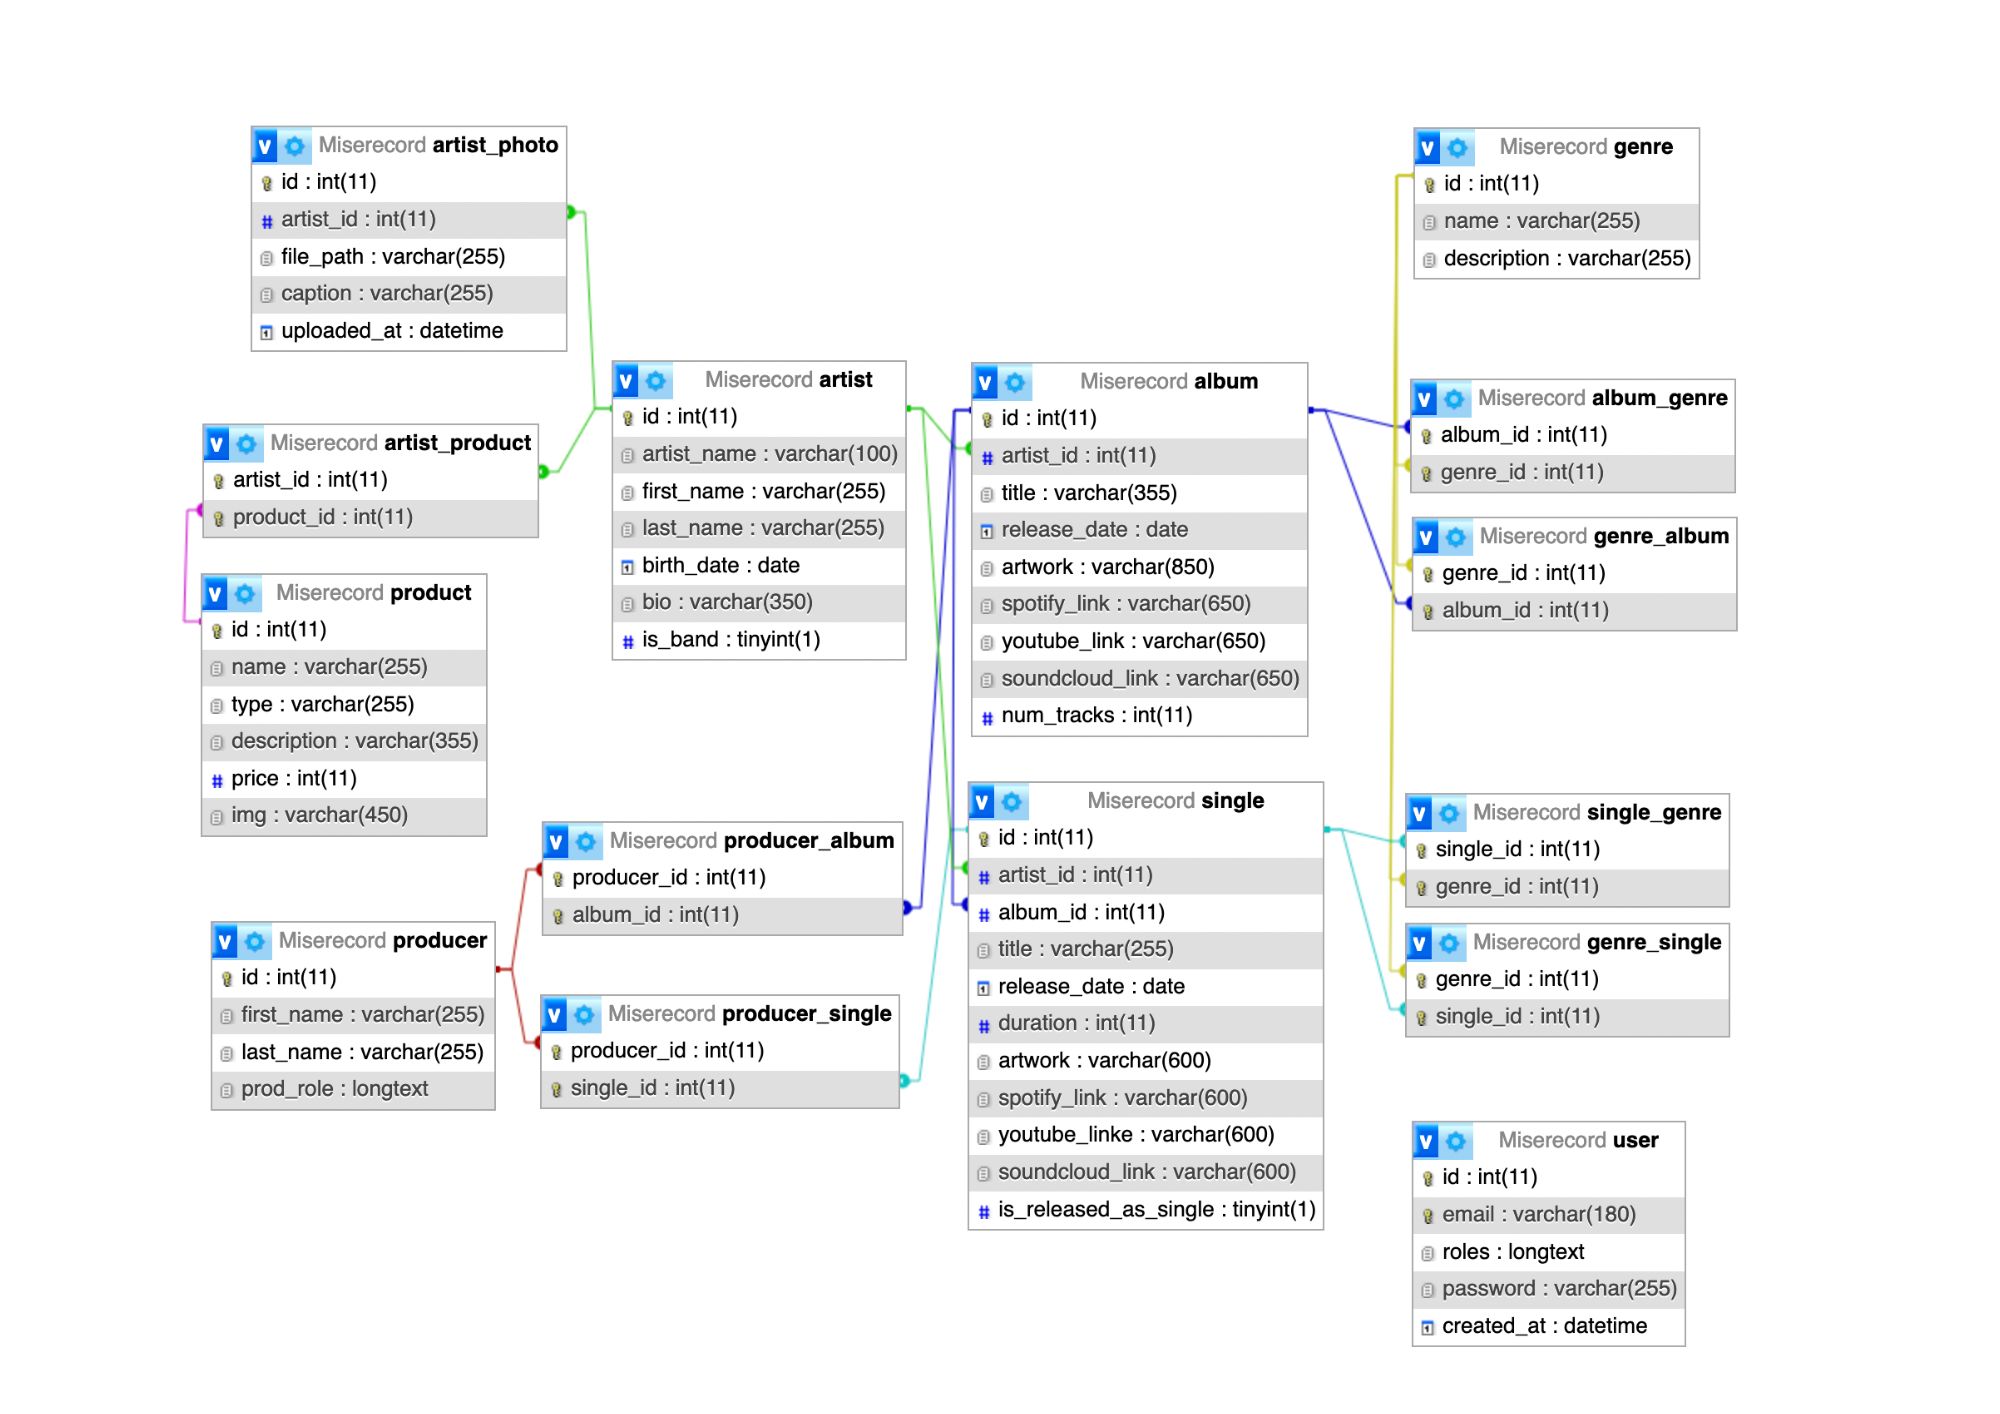 Miserecord artist_photo
id : int(11)
artist_id : int(11)
file_path : varchar(255)
caption : varchar(255)
uploaded_at : datetime
Miserecord artist_product
artist_id : int(11)
product_id : int(11)
Miserecord product
id : int(11)
name : varchar(255)
type : varchar(255)
description : varchar(355)
price : int(11)
img : varchar(450)
Miserecord producer
id : int(11)
first_name : varchar(255)
last_name : varchar(255)
prod_role : longtext
Miserecord artist
id : int(11)
artist_name : varchar(100)
first_name : varchar(255)
last_name : varchar(255)
birth_date : date
bio : varchar(350)
is_band : tinyint(1)
Miserecord producer_album
producer_id : int(11)
album_id : int(11)
Miserecord producer_single
producer_id : int(11)
single_id : int(11)
Miserecord album
id : int(11)
artist_id : int(11)
title : varchar(355)
release_date : date
artwork : varchar(850)
spotify_link : varchar(650)
youtube_link : varchar(650)
soundcloud_link : varchar(650)
num_tracks : int(11)
Miserecord single
id : int(11)
artist_id : int(11)
album_id : int(11)
title : varchar(255)
release_date : date
duration : int(11)
artwork : varchar(600)
spotify_link : varchar(600)
youtube_linke : varchar(600)
soundcloud_link : varchar(600)
is_released_as_single : tinyint(1)
Miserecord genre
id : int(11)
name : varchar(255)
description : varchar(255)
Miserecord album_genre
album_id : int(11)
genre_id : int(11)
Miserecord genre_album
genre_id : int(11)
album_id : int(11)
Miserecord single_genre
single_id : int(11)
genre_id : int(11)
Miserecord genre_single
genre_id : int(11)
single_id : int(11)
Miserecord user
id : int(11)
email : varchar(180)
roles : longtext
password : varchar(255)
created_at : datetime